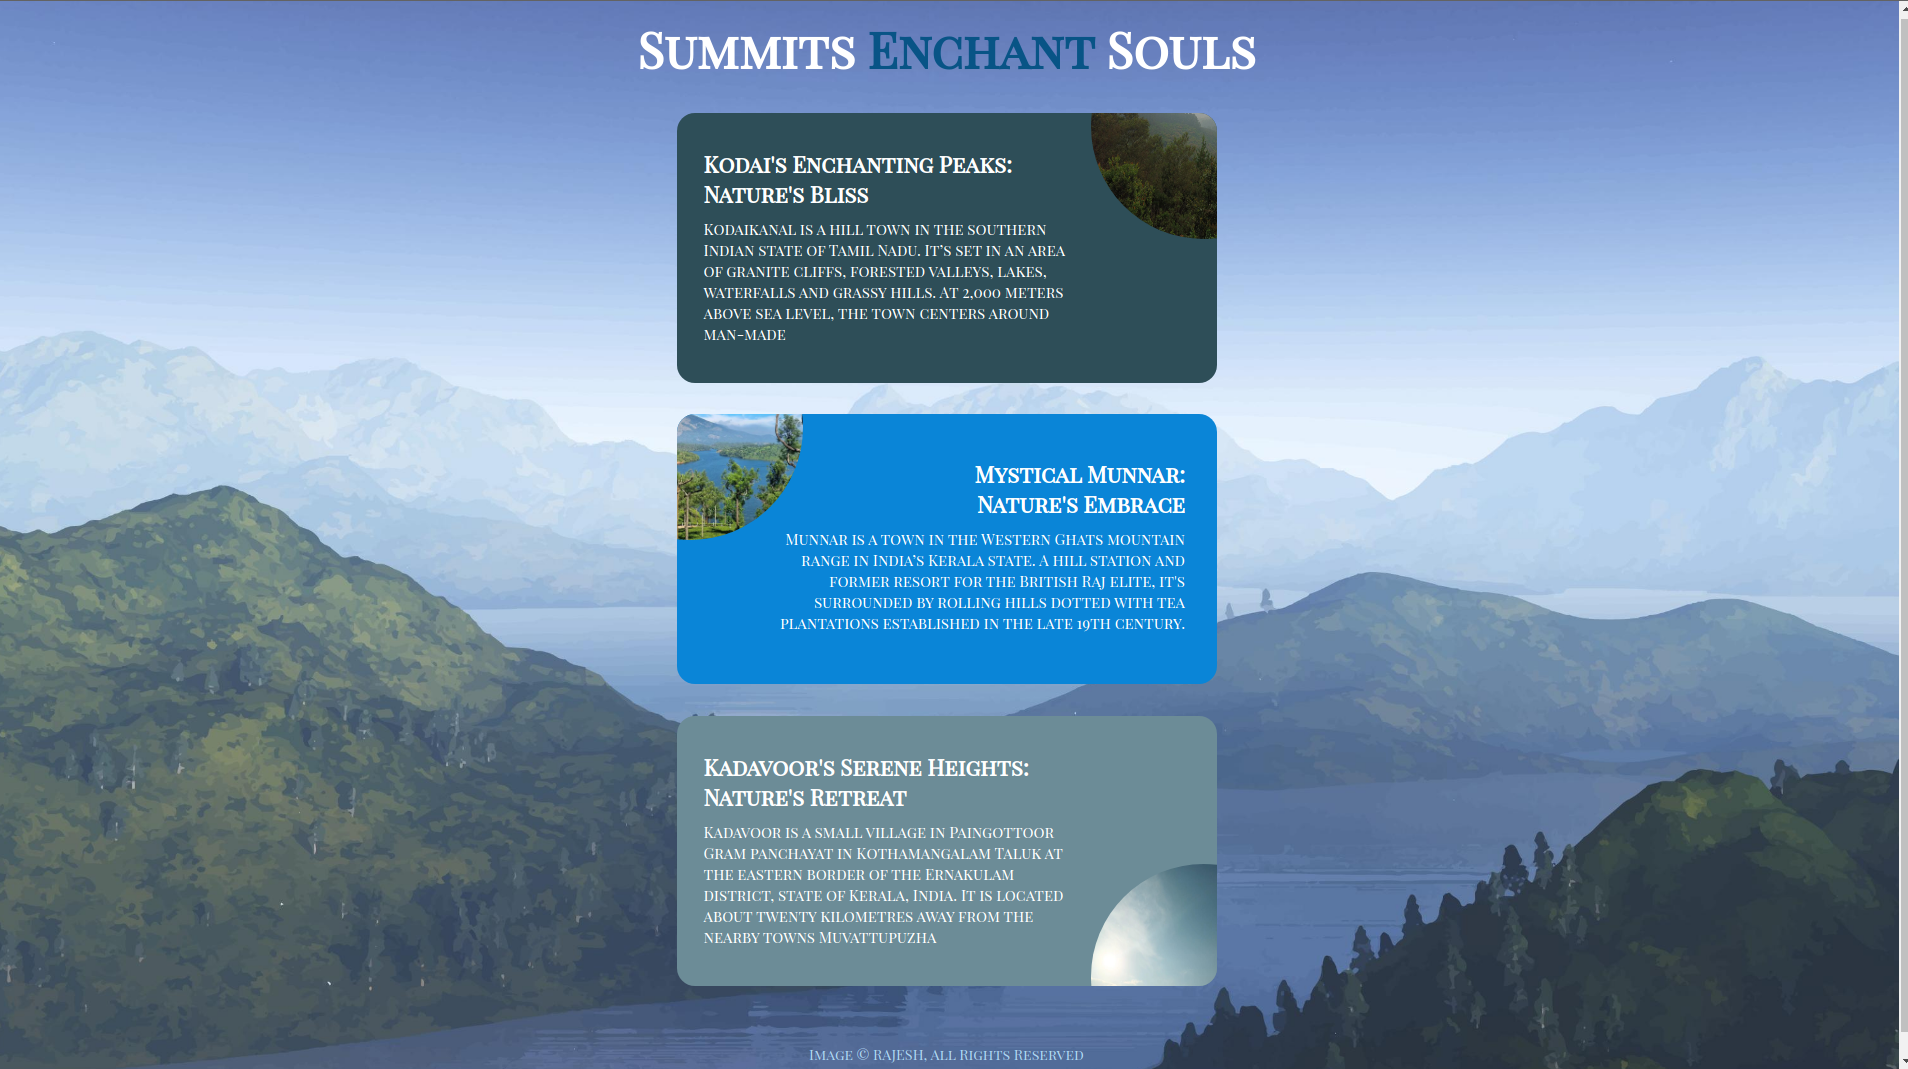 Summits Enchant Souls
Kodai's Enchanting Peaks:
Nature's Bliss
Kodaikanal is a hill town in the southern
Indian state of Tamil Nadu. It’s set in an area
of granite cliffs, forested valleys, lakes,
waterfalls and grassy hills. At 2,000 meters
above sea level, the town centers around
man-made
Mystical Munnar:
Nature's Embrace
Munnar is a town in the Western Ghats mountain
range in India’s Kerala state. A hill station and
former resort for the British Raj elite, it's
surrounded by rolling hills dotted with tea
plantations established in the late 19th century.
Kadavoor's Serene Heights:
Nature's Retreat
Kadavoor is a small village in Paingottoor
Gram panchayat in Kothamangalam Taluk at
the eastern border of the Ernakulam
district, state of Kerala, India. It is located
about twenty kilometres away from the
nearby towns Muvattupuzha
Image © RAJESH, All Rights Reserved